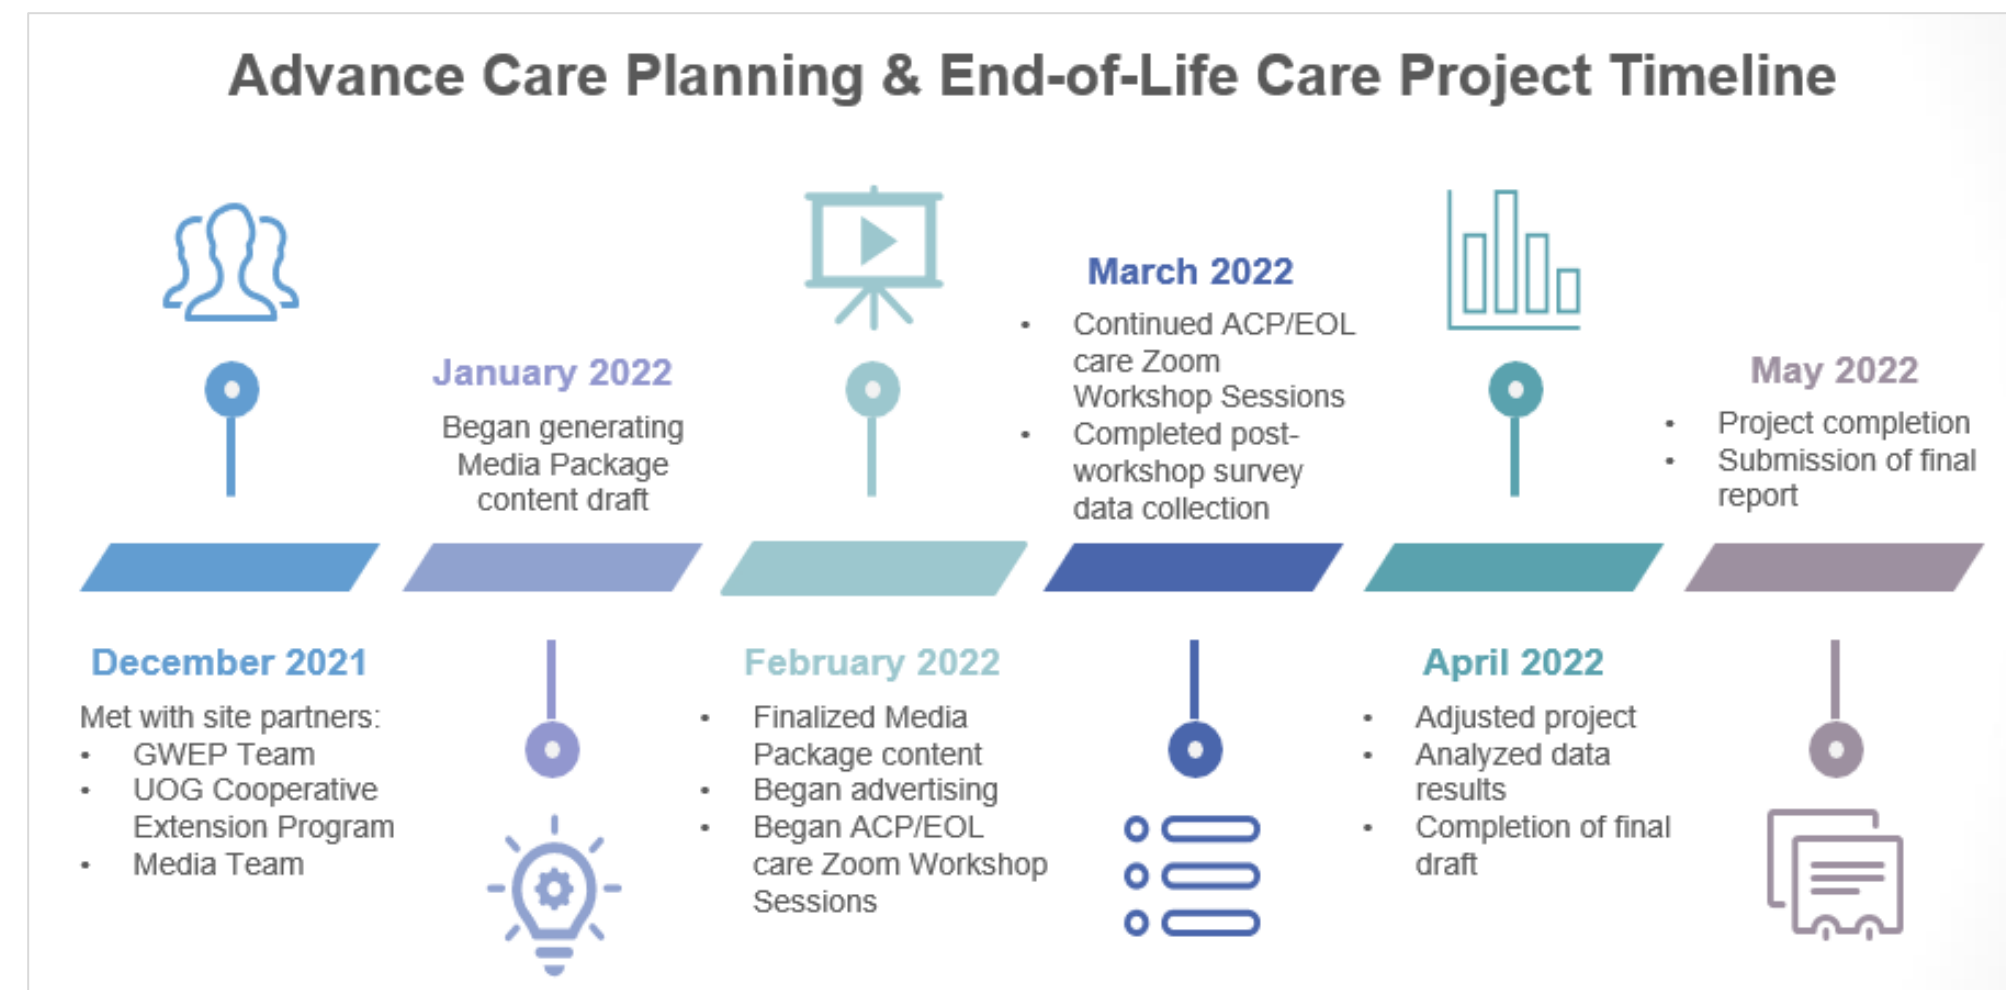 Advance Care Planning & End-of-Life Care Project Timeline
December 2021
Met with site partners:
• GWEP Team
• UOG Cooperative
Extension Program
• Media Team
January 2022
Began generating
Media Package
content draft
February 2022
• Finalized Media
Package content
• Began advertising
• Began ACP/EOL
care Zoom Workshop
Sessions
March 2022
• Continued ACP/EOL
care Zoom
Workshop Sessions
• Completed post-
workshop survey
data collection
April 2022
• Adjusted project
• Analyzed data
results
• Completion of final
draft
May 2022
• Project completion
• Submission of final
report